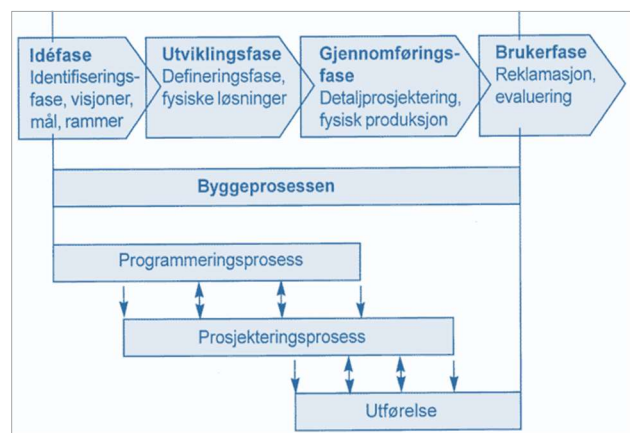 Idéfase
Identifiserings-
fase, visjoner,
mål, rammer
Utviklingsfase
Defineringsfase,
fysiske løsninger
Gjennomførings-
fase
Detaljprosjektering,
fysisk produksjon
Brukerfase
Reklamasjon,
evaluering
Byggeprosessen
Programmeringsprosess
Prosjekteringsprosess
Utførelse